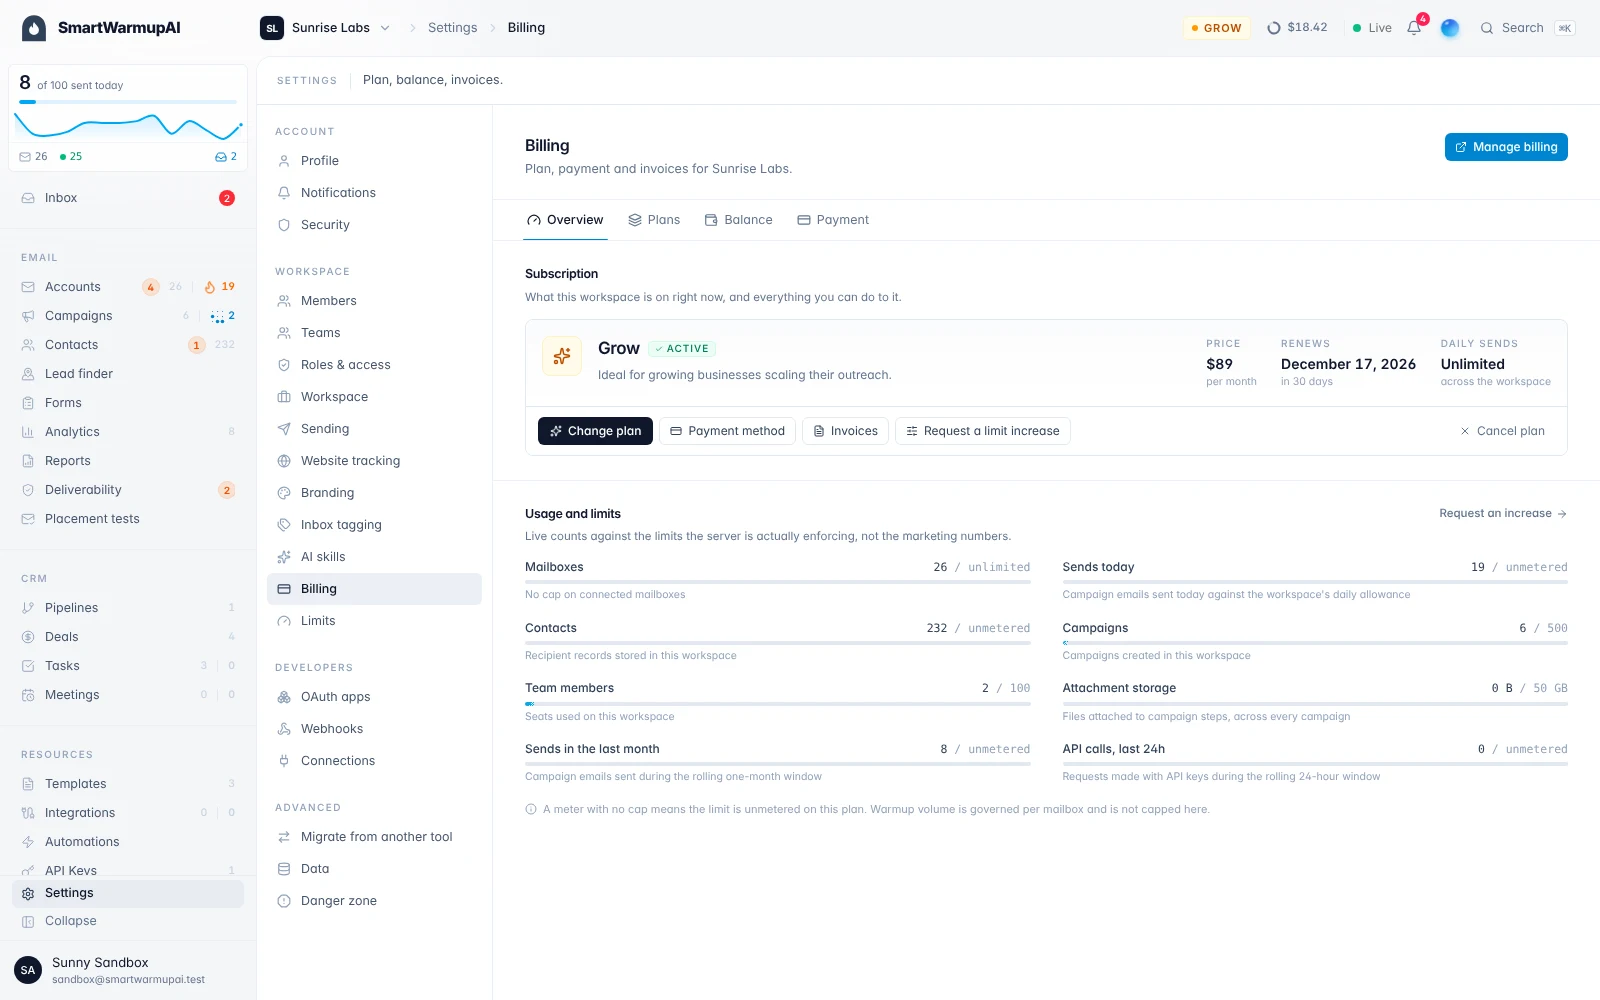 SmartWarmupAI
SL Sunrise Labs Settings Billing
GROW $18.42 Live 4 Search ⌘K
8 of 100 sent today
26 25 2
Inbox 2
EMAIL
Accounts 4 26 19
Campaigns 6 2
Contacts 1 232
Lead finder
Forms
Analytics 8
Reports
Deliverability 2
Placement tests
CRM
Pipelines 1
Deals 4
Tasks 3 0
Meetings 0 0
RESOURCES
Templates 3
Integrations 0 0
Automations
API Keys 1
Settings
Collapse
SA Sunny Sandbox
sandbox@smartwarmupai.test
SETTINGS Plan, balance, invoices.
ACCOUNT
Profile
Notifications
Security
WORKSPACE
Members
Teams
Roles & access
Workspace
Sending
Website tracking
Branding
Inbox tagging
AI skills
Billing
Limits
DEVELOPERS
OAuth apps
Webhooks
Connections
ADVANCED
Migrate from another tool
Data
Danger zone
Billing
Plan, payment and invoices for Sunrise Labs.
Manage billing
Overview Plans Balance Payment
Subscription
What this workspace is on right now, and everything you can do to it.
Grow ACTIVE
Ideal for growing businesses scaling their outreach.
PRICE RENEWS DAILY SENDS
$89 December 17, 2026 Unlimited
per month in 30 days across the workspace
Change plan Payment method Invoices Request a limit increase Cancel plan
Usage and limits Request an increase
Live counts against the limits the server is actually enforcing, not the marketing numbers.
Mailboxes 26 / unlimited
No cap on connected mailboxes
Sends today 19 / unmetered
Campaign emails sent today against the workspace's daily allowance
Contacts 232 / unmetered
Recipient records stored in this workspace
Campaigns 6 / 500
Campaigns created in this workspace
Team members 2 / 100
Seats used on this workspace
Attachment storage 0 B / 50 GB
Files attached to campaign steps, across every campaign
Sends in the last month 8 / unmetered
Campaign emails sent during the rolling one-month window
API calls, last 24h 0 / unmetered
Requests made with API keys during the rolling 24-hour window
A meter with no cap means the limit is unmetered on this plan. Warmup volume is governed per mailbox and is not capped here.